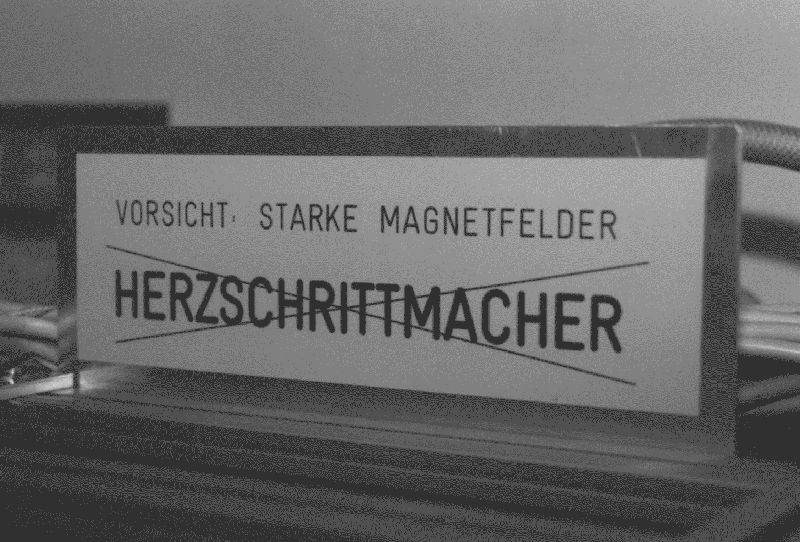 VORSICHT: STARKE MAGNETFELDER
HERZSCHRITTMACHER